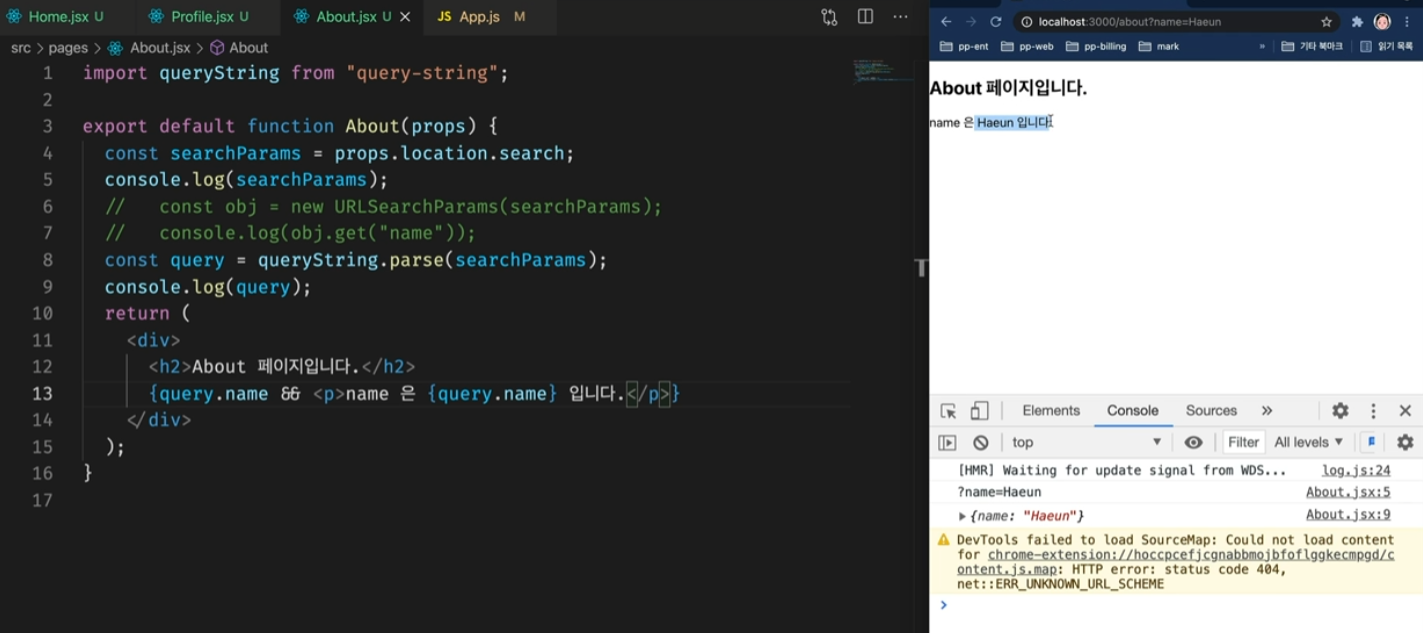 Home.jsx U
Profile.jsx U
About.jsx U
JS App.js M
src > pages > About.jsx > About
1 import queryString from "query-string";
2
3 export default function About(props) {
4 const searchParams = props.location.search;
5 console.log(searchParams);
6 // const obj = new URLSearchParams(searchParams);
7 // console.log(obj.get("name"));
8 const query = queryString.parse(searchParams);
9 console.log(query);
10 return (
11 <div>
12 <h2>About 페이지입니다.</h2>
13 {query.name && <p>name 은 {query.name} 입니다.</p>}
14 </div>
15 );
16 }
17
localhost:3000/about?name=Haeun
pp-ent pp-web pp-billing mark » 기타 북마크 읽기 목록
About 페이지입니다.
name 은 Haeun 입니다.
Elements Console Sources »
top Filter All levels
[HMR] Waiting for update signal from WDS... log.js:24
?name=Haeun About.jsx:5
{name: "Haeun"} About.jsx:9
DevTools failed to load SourceMap: Could not load content
for chrome-extension://hoccpcefjcgnabbmojbfoflggkecmpgd/c
ontent.js.map: HTTP error: status code 404,
net::ERR_UNKNOWN_URL_SCHEME